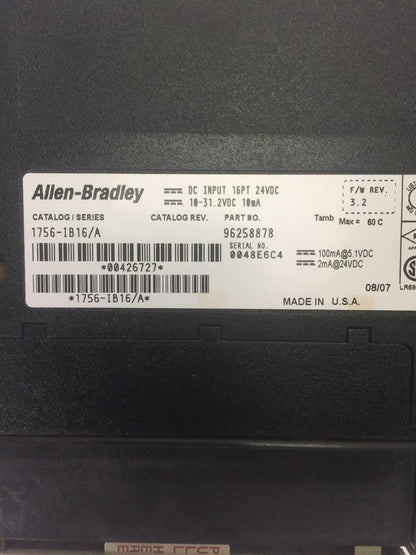 Allen-Bradley
DC INPUT 16PT 24VDC
10-31.2VDC 10mA
F/W REV.
3.2
CATALOG / SERIES
CATALOG REV.
PART NO.
Tamb Max = 60 C
1756-IB16/A
96258878
SERIAL NO.
0048E6C4
100mA@5.1VDC
2mA@24VDC
*00426727*
*1756-IB16/A*
MADE IN U.S.A.
08/07
PULL HERE